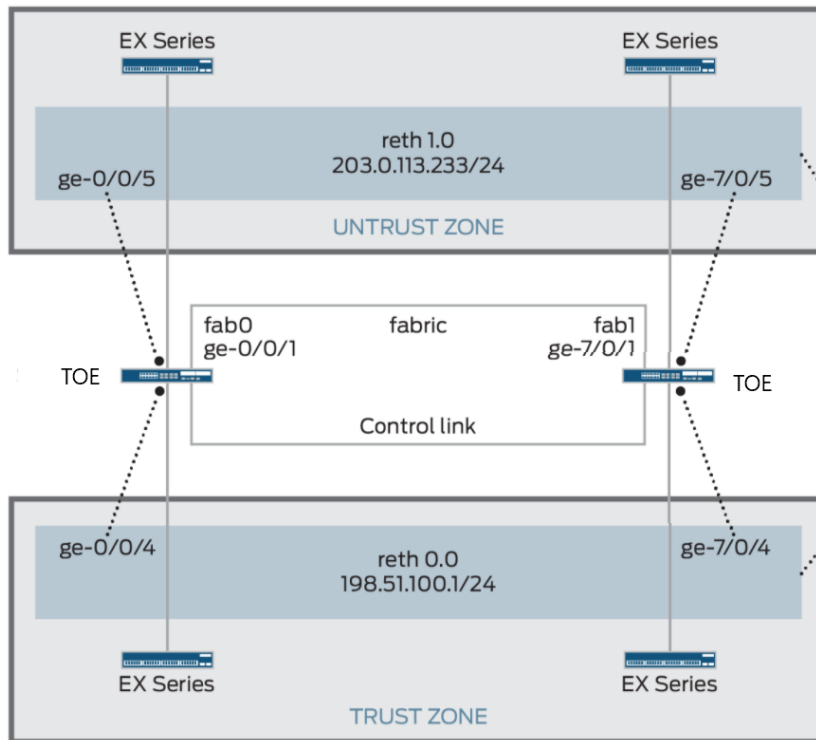 EX Series
EX Series
reth 1.0
203.0.113.233/24
ge-0/0/5
ge-7/0/5
UNTRUST ZONE
fab0
fabric
fab1
ge-0/0/1
ge-7/0/1
TOE
TOE
Control link
ge-0/0/4
ge-7/0/4
reth 0.0
198.51.100.1/24
EX Series
EX Series
TRUST ZONE